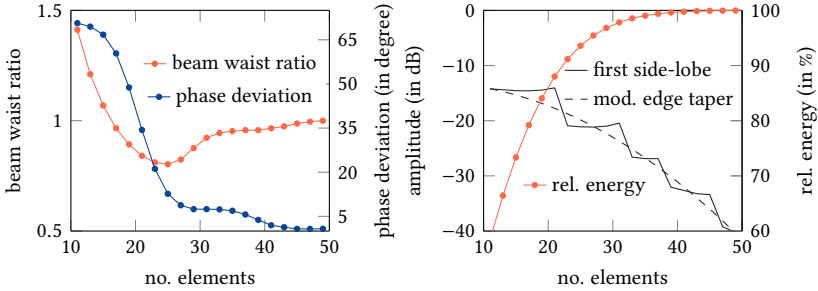 1.5
1
0.5
beam waist ratio
beam waist ratio
phase deviation
65
50
35
20
5
phase deviation (in degree)
10 20 30 40 50
no. elements
0
−10
−20
−30
−40
amplitude (in dB)
first side-lobe
mod. edge taper
rel. energy
100
90
80
70
60
rel. energy (in %)
10 20 30 40 50
no. elements